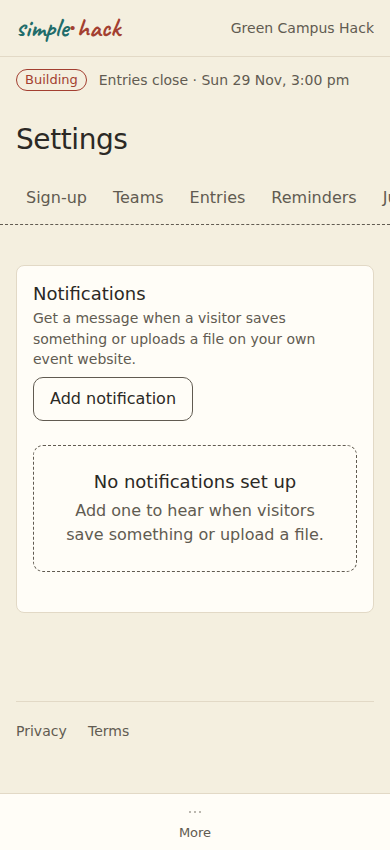 simple hack
Green Campus Hack
Building
Entries close · Sun 29 Nov, 3:00 pm
Settings
Sign-up
Teams
Entries
Reminders
Notifications
Get a message when a visitor saves
something or uploads a file on your own
event website.
Add notification
No notifications set up
Add one to hear when visitors
save something or upload a file.
Privacy
Terms
...
More